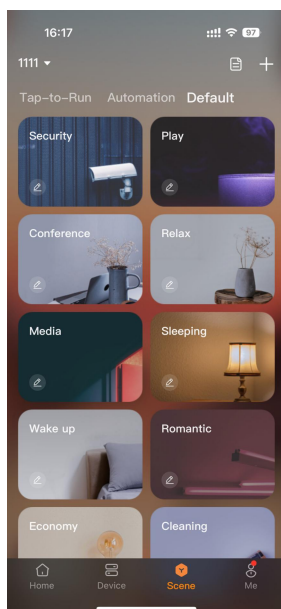 16:17
97
1111
Tap-to-Run Automation Default
Security Play
Conference Relax
Media Sleeping
Wake up Romantic
Economy Cleaning
Home Device Scene Me